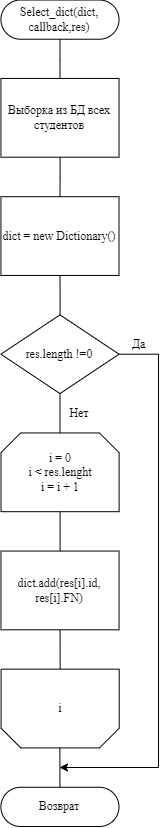 Select_dict(dict,
callback,res)
Выборка из БД всех
студентов
dict = new Dictionary()
res.length !=0
Да
Нет
i = 0
i < res.lenght
i = i + 1
dict.add(res[i].id,
res[i].FN)
i
Возврат